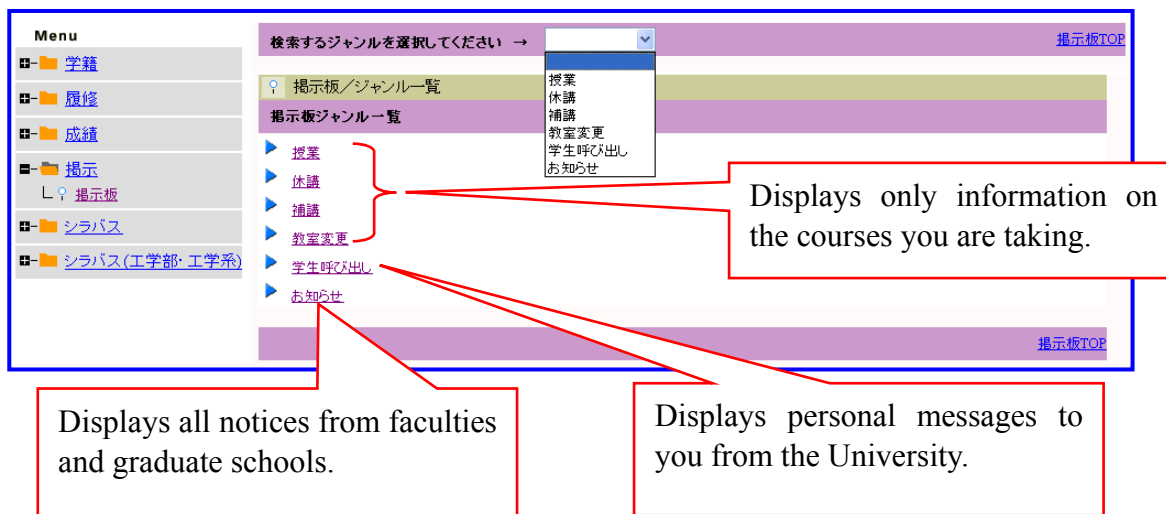 Menu
学籍
履修
成績
掲示
掲示板
シラバス
シラバス(工学部・工学系)
検索するジャンルを選択してください →
掲示板TOP
授業
休講
補講
教室変更
学生呼び出し
お知らせ
掲示板／ジャンル一覧
掲示板ジャンル一覧
授業
休講
補講
教室変更
学生呼び出し
お知らせ
掲示板TOP
Displays only information on
the courses you are taking.
Displays all notices from faculties
and graduate schools.
Displays personal messages to
you from the University.